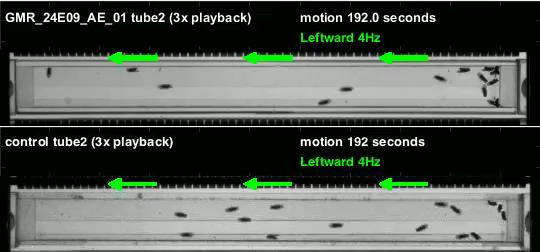 GMR_24E09_AE_01 tube2 (3x playback)
motion 192.0 seconds
Leftward 4Hz
control tube2 (3x playback)
motion 192 seconds
Leftward 4Hz